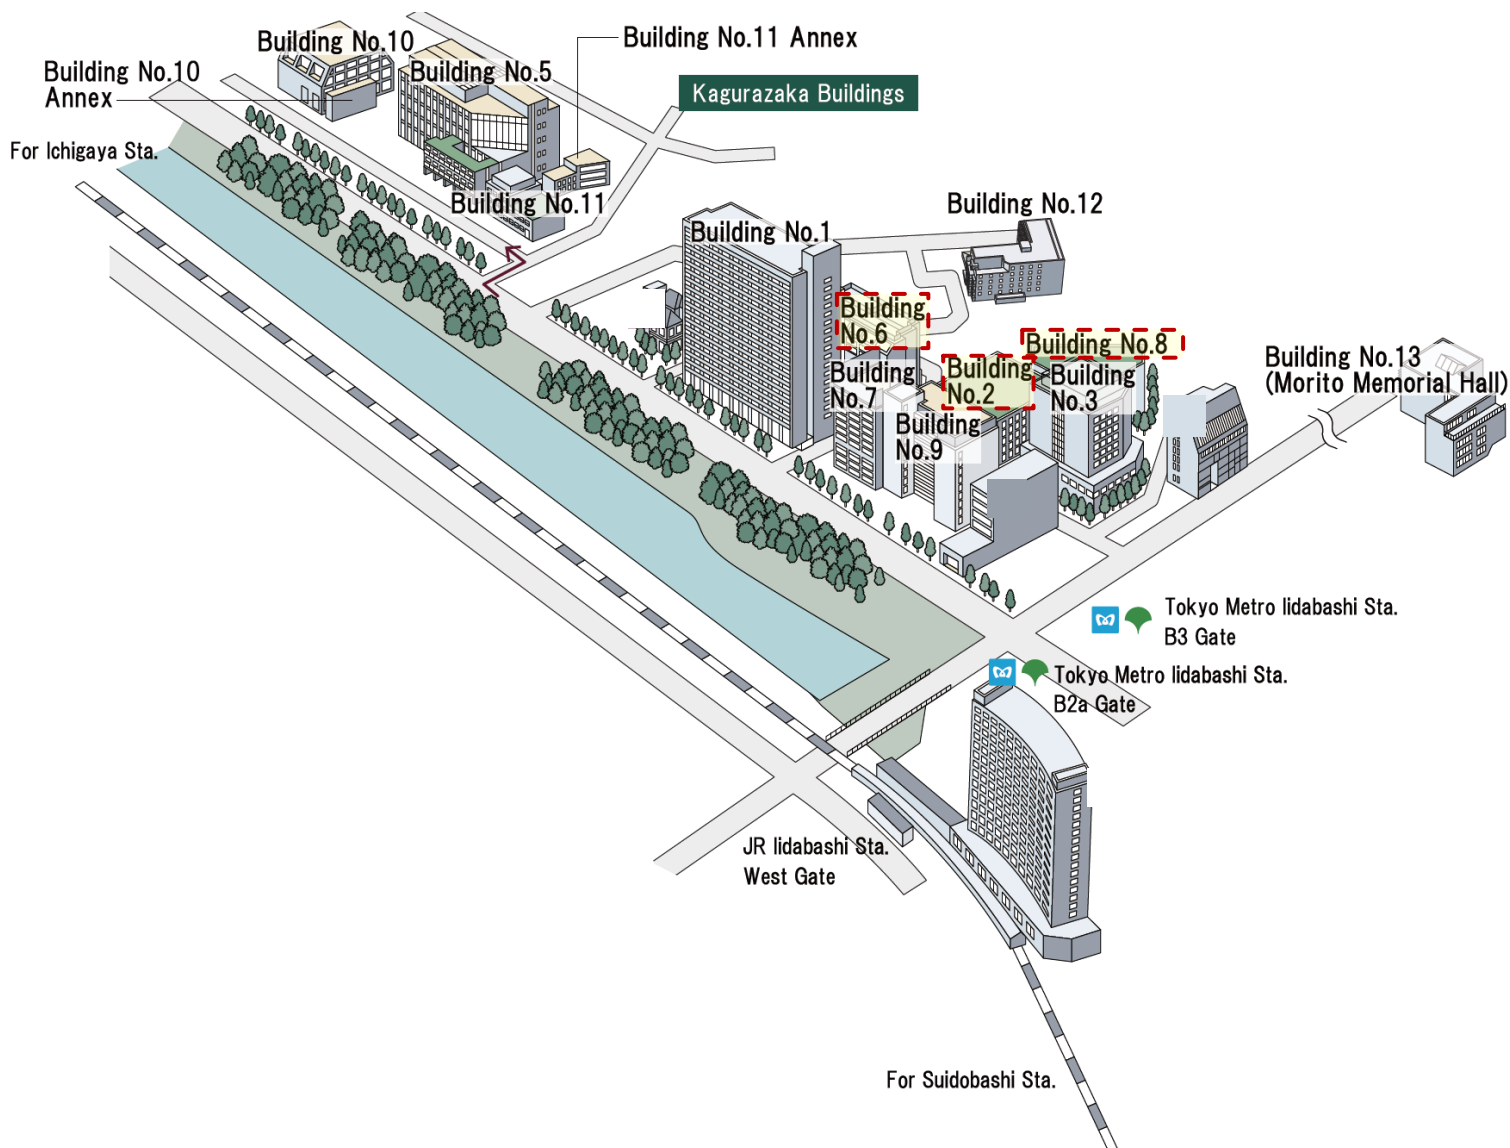 Building No.10
Building No.11 Annex
Building No.10
Annex
Building No.5
Kagurazaka Buildings
For Ichigaya Sta.
Building No.11
Building No.12
Building No.1
Building
No.6
Building No.8
Building No.13
(Morito Memorial Hall)
Building
No.7
Building
No.2
Building
No.3
Building
No.9
Tokyo Metro Iidabashi Sta.
B3 Gate
Tokyo Metro Iidabashi Sta.
B2a Gate
JR Iidabashi Sta.
West Gate
For Suidobashi Sta.